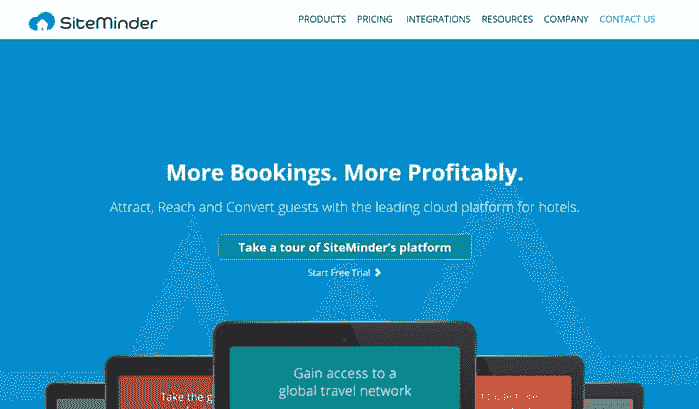 SiteMinder
PRODUCTS PRICING INTEGRATIONS RESOURCES COMPANY CONTACT US
More Bookings. More Profitably.
Attract, Reach and Convert guests with the leading cloud platform for hotels.
Take a tour of SiteMinder's platform
Start Free Trial
Gain access to a
global travel network
Take the g